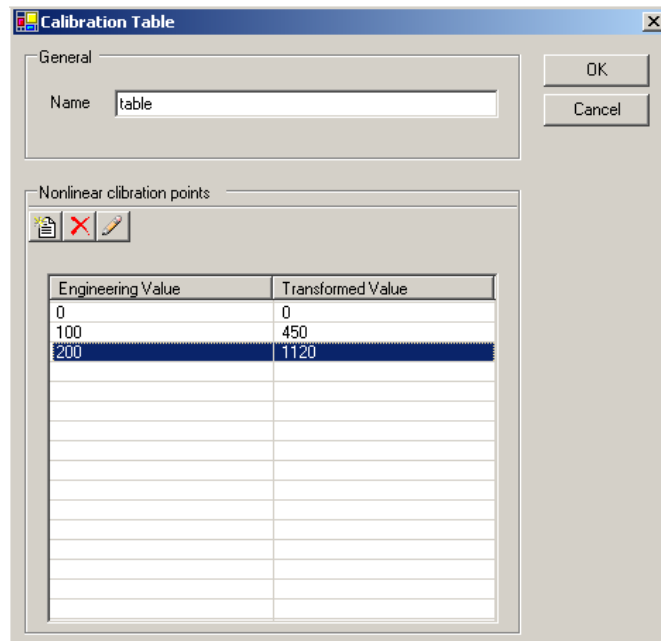 Calibration Table
General
OK
Name table
Cancel
Nonlinear clibration points
Engineering Value Transformed Value
0 0
100 450
200 1120